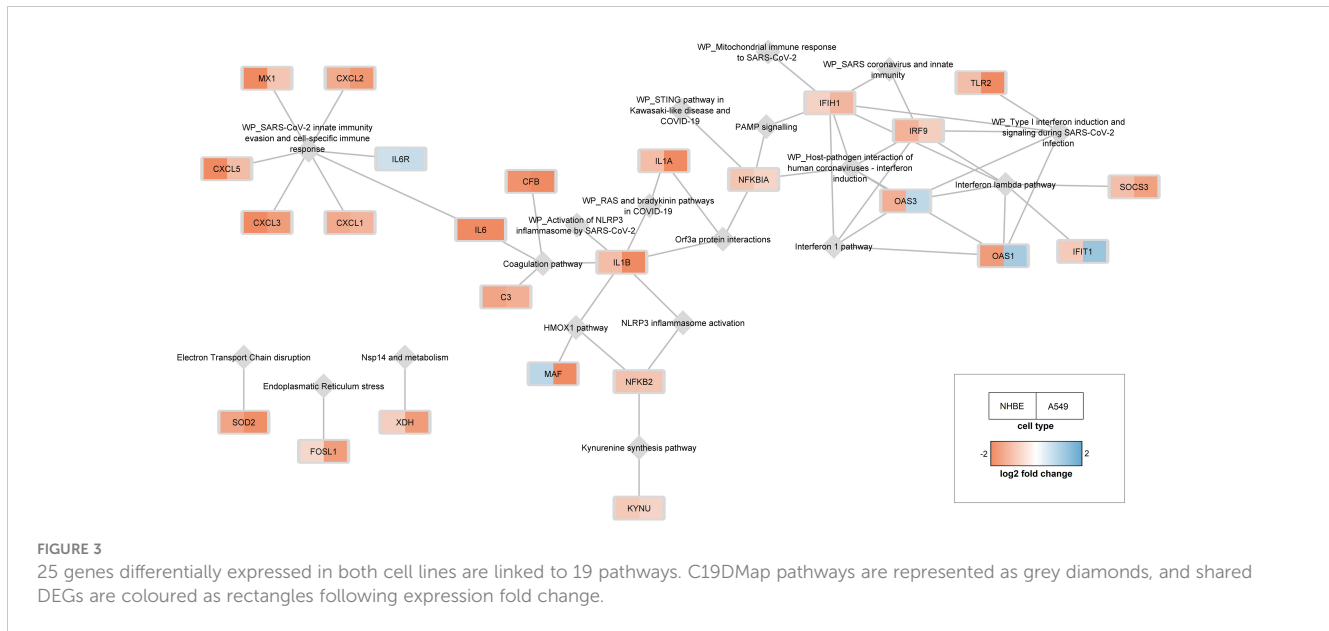 WP_Mitochondrial immune response
to SARS-CoV-2
WP_SARS coronavirus and innate
immunity
MX1
CXCL2
TLR2
WP_STING pathway in
Kawasaki-like disease and
COVID-19
IFIH1
PAMP signalling
IRF9
WP_Type I interferon induction and
signaling during SARS-CoV-2
infection
WP_SARS-CoV-2 innate immunity
evasion and cell-specific immune
response
IL6R
CXCL5
IL1A
WP_Host-pathogen interaction of
human coronaviruses - interferon
induction
NFKBIA
CFB
Interferon lambda pathway
SOCS3
WP_RAS and bradykinin pathways
in COVID-19
OAS3
CXCL3
CXCL1
IL6
WP_Activation of NLRP3
inflammasome by SARS-CoV-2
Orf3a protein interactions
Interferon 1 pathway
OAS1
IFIT1
Coagulation pathway
IL1B
C3
HMOX1 pathway
NLRP3 inflammasome activation
Electron Transport Chain disruption
Nsp14 and metabolism
MAF
NFKB2
Endoplasmatic Reticulum stress
SOD2
XDH
FOSL1
Kynurenine synthesis pathway
KYNU
NHBE
A549
cell type
-2
2
log2 fold change
FIGURE 3
25 genes differentially expressed in both cell lines are linked to 19 pathways. C19DMap pathways are represented as grey diamonds, and shared
DEGs are coloured as rectangles following expression fold change.